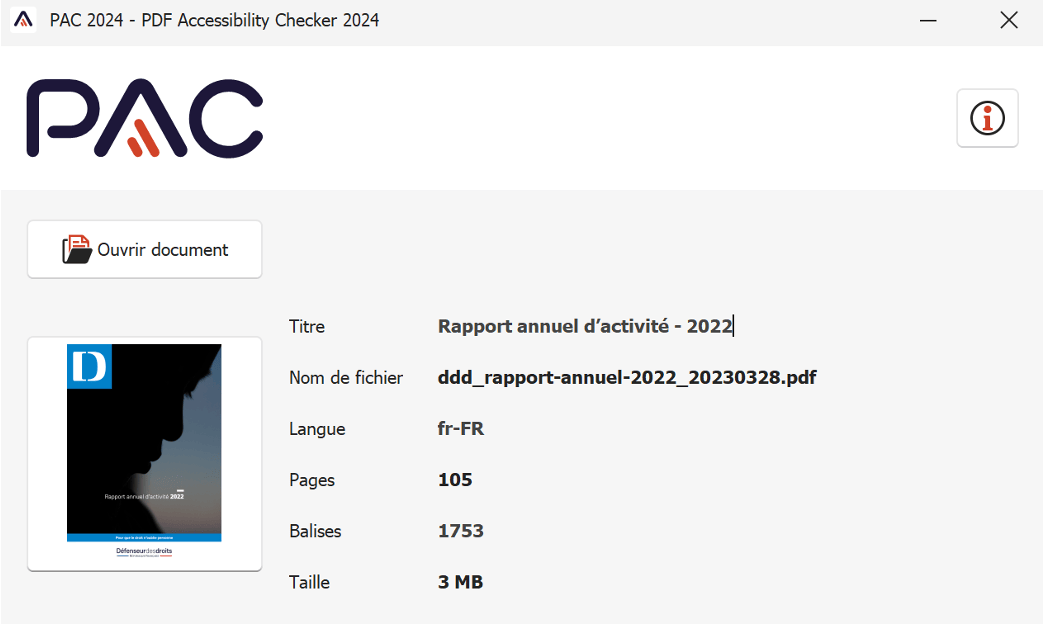 PAC 2024 - PDF Accessibility Checker 2024
PAC
Ouvrir document
Titre Rapport annuel d’activité - 2022
Nom de fichier ddd_rapport-annuel-2022_20230328.pdf
Langue fr-FR
Pages 105
Balises 1753
Taille 3 MB
D
Rapport annuel d'activité 2022
Pour que le droit n'oublie personne
Défenseurdesdroits